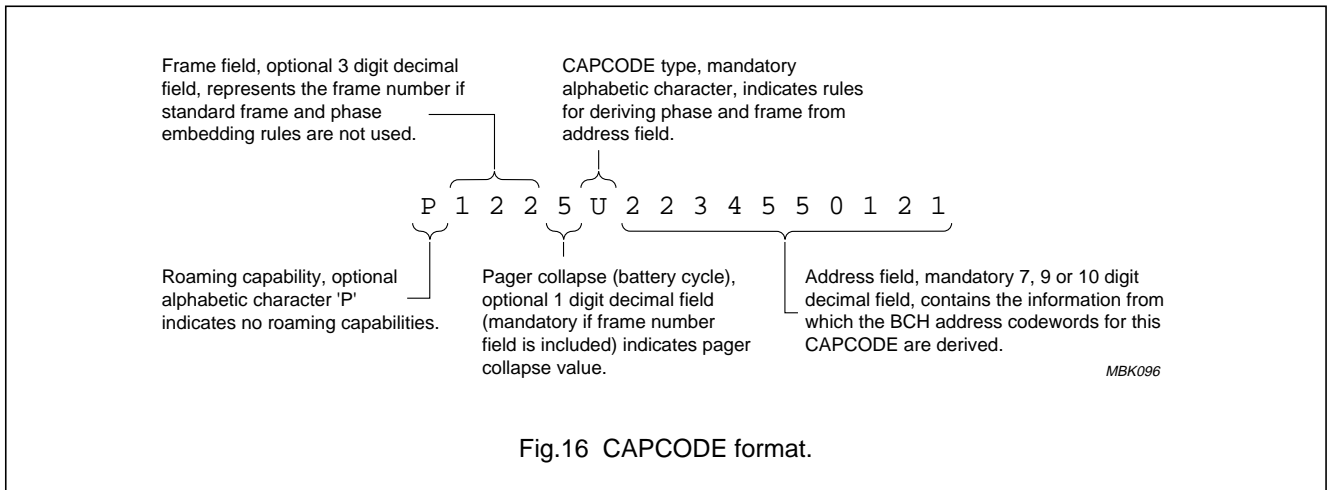 Frame field, optional 3 digit decimal
field, represents the frame number if
standard frame and phase
embedding rules are not used.
CAPCODE type, mandatory
alphabetic character, indicates rules
for deriving phase and frame from
address field.
P 1 2 2 5 U 2 2 3 4 5 5 0 1 2 1
Roaming capability, optional
alphabetic character 'P'
indicates no roaming capabilities.
Pager collapse (battery cycle),
optional 1 digit decimal field
(mandatory if frame number
field is included) indicates pager
collapse value.
Address field, mandatory 7, 9 or 10 digit
decimal field, contains the information from
which the BCH address codewords for this
CAPCODE are derived.
MBK096
Fig.16 CAPCODE format.